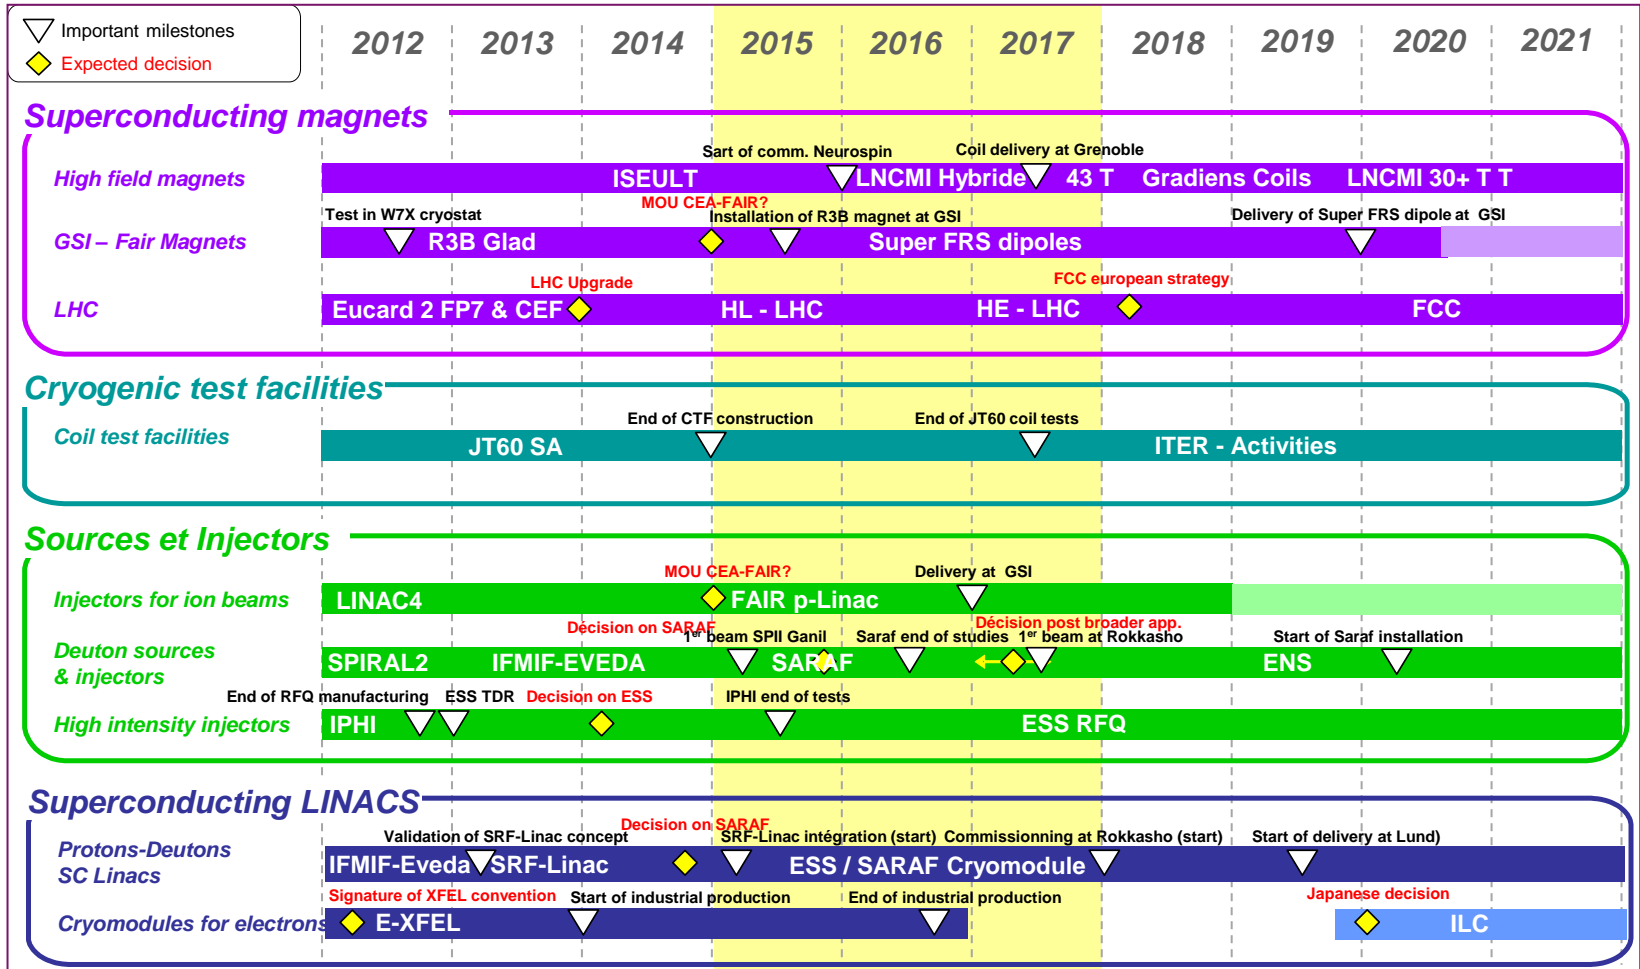 Important milestones
Expected decision
2012 2013 2014 2015 2016 2017 2018 2019 2020 2021
Superconducting magnets
Sart of comm. Neurospin Coil delivery at Grenoble
High field magnets ISEULT LNCMI Hybride 43 T Gradiens Coils LNCMI 30+ T T
MOU CEA-FAIR?
Test in W7X cryostat Installation of R3B magnet at GSI Delivery of Super FRS dipole at GSI
GSI – Fair Magnets R3B Glad Super FRS dipoles
LHC Upgrade FCC european strategy
LHC Eucard 2 FP7 & CEF HL - LHC HE - LHC FCC
Cryogenic test facilities
End of CTF construction End of JT60 coil tests
Coil test facilities JT60 SA ITER - Activities
Sources et Injectors
MOU CEA-FAIR? Delivery at GSI
Injectors for ion beams LINAC4 FAIR p-Linac
Décision on SARAF Décision post broader app.
1er beam SPII Ganil Saraf end of studies 1er beam at Rokkasho Start of Saraf installation
Deuton sources
& injectors
SPIRAL2 IFMIF-EVEDA SARAF ENS
End of RFQ manufacturing ESS TDR Decision on ESS IPHI end of tests
High intensity injectors IPHI ESS RFQ
Superconducting LINACS
Decision on SARAF
Validation of SRF-Linac concept SRF-Linac intégration (start) Commissionning at Rokkasho (start) Start of delivery at Lund)
Protons-Deutons
SC Linacs
IFMIF-Eveda SRF-Linac ESS / SARAF Cryomodule
Signature of XFEL convention Start of industrial production End of industrial production Japanese decision
Cryomodules for electrons E-XFEL ILC